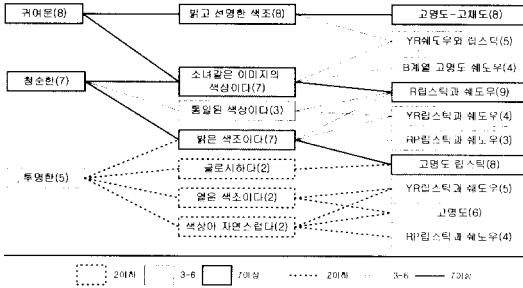 귀여운(8)
밝고 선명한 색조(8)
고명도-고채도(8)
YR쉐도우와 립스틱(5)
B계열 고명도 쉐도우(4)
청순한(7)
소녀같은 이미지의
색상이다(7)
R립스틱과 쉐도우(9)
통일된 색상이다(3)
YR립스틱과 쉐도우(4)
밝은 색조이다(7)
RP립스틱과 쉐도우(3)
고명도 립스틱(8)
투명한(5)
글로시하다(2)
YR립스틱과 쉐도우(5)
옅은 색조이다(2)
고명도(6)
색상이 자연스럽다(2)
RP립스틱과 쉐도우(4)
2이하 3-6 7이상 2이하 3-6 7이상